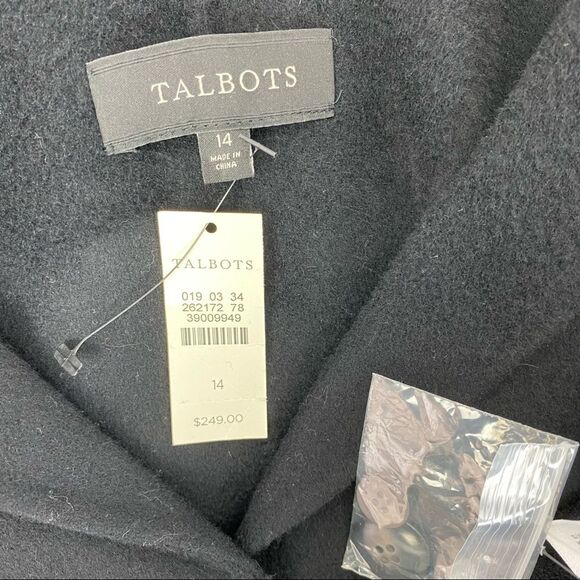 TALBOTS
14
MADE IN
CHINA
TALBOTS
019 03 34
262172 78
39009949
14
$249.00